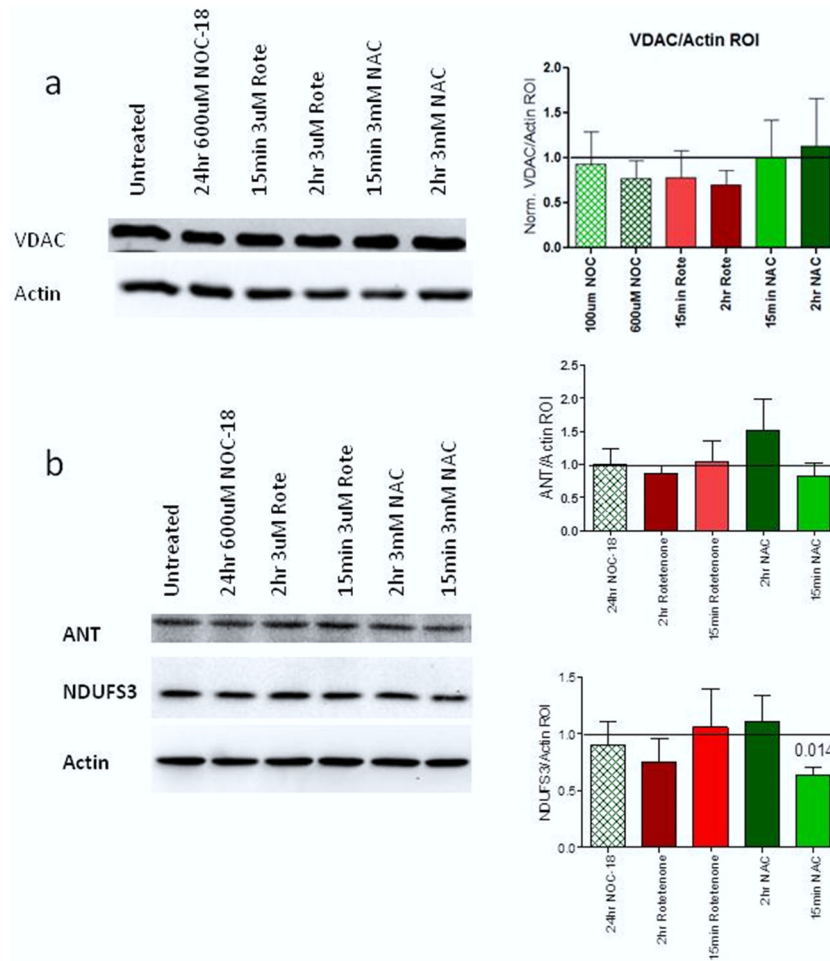 a
Untreated
24hr 600uM NOC-18
15min 3uM Rote
2hr 3uM Rote
15min 3mM NAC
2hr 3mM NAC
VDAC
Actin
VDAC/Actin ROI
Norm. VDAC/Actin ROI
2.0
1.5
1.0
0.5
0.0
100um NOC
600uM NOC
15min Rote
2hr Rote
15min NAC
2hr NAC
ANT/Actin ROI
2.5
2.0
1.5
1.0
0.5
0.0
24hr NOC-18
2hr Rotetenone
15min Rotetenone
2hr NAC
15min NAC
b
Untreated
24hr 600uM NOC-18
2hr 3uM Rote
15min 3uM Rote
2hr 3mM NAC
15min 3mM NAC
ANT
NDUFS3
Actin
NDUFS3/Actin ROI
1.5
1.0
0.5
0.0
0.014
24hr NOC-18
2hr Rotetenone
15min Rotetenone
2hr NAC
15min NAC